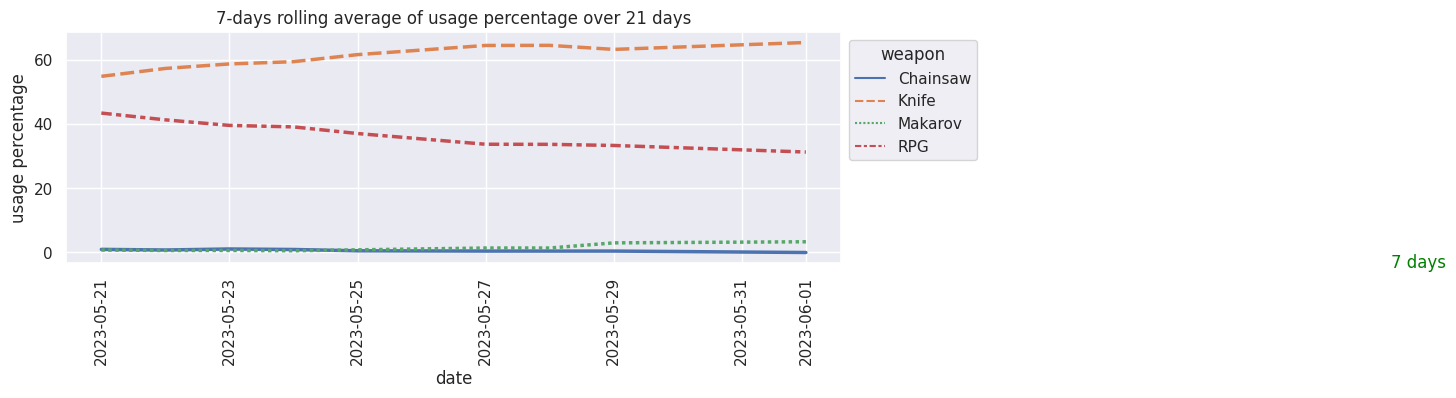 7-days rolling average of usage percentage over 21 days
usage percentage
60
40
20
0
2023-05-21
2023-05-23
2023-05-25
2023-05-27
2023-05-29
2023-05-31
2023-06-01
date
weapon
Chainsaw
Knife
Makarov
RPG
7 days